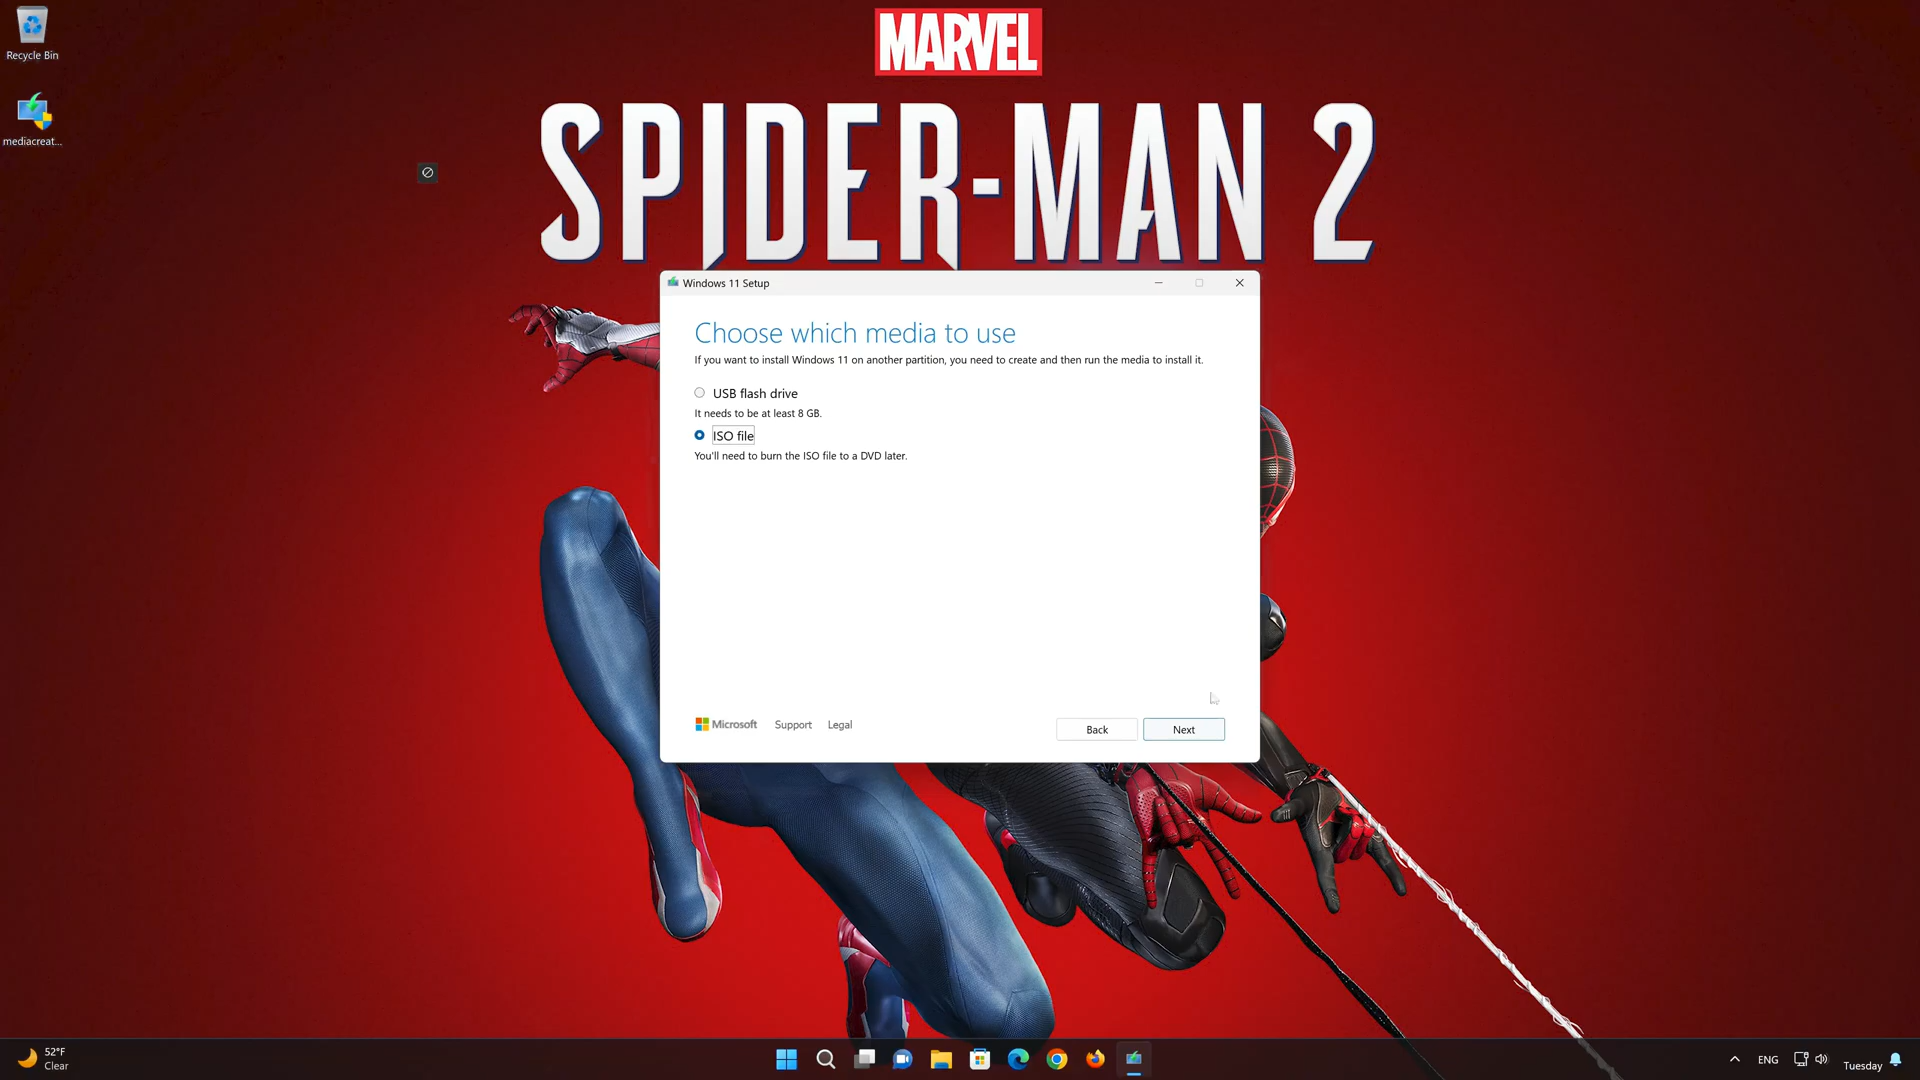 Recycle Bin
mediacreat...
MARVEL
SPIDER-MAN 2
Windows 11 Setup
Choose which media to use
If you want to install Windows 11 on another partition, you need to create and then run the media to install it.
USB flash drive
It needs to be at least 8 GB.
ISO file
You'll need to burn the ISO file to a DVD later.
Microsoft
Support
Legal
Back
Next
52°F
Clear
ENG
Tuesday